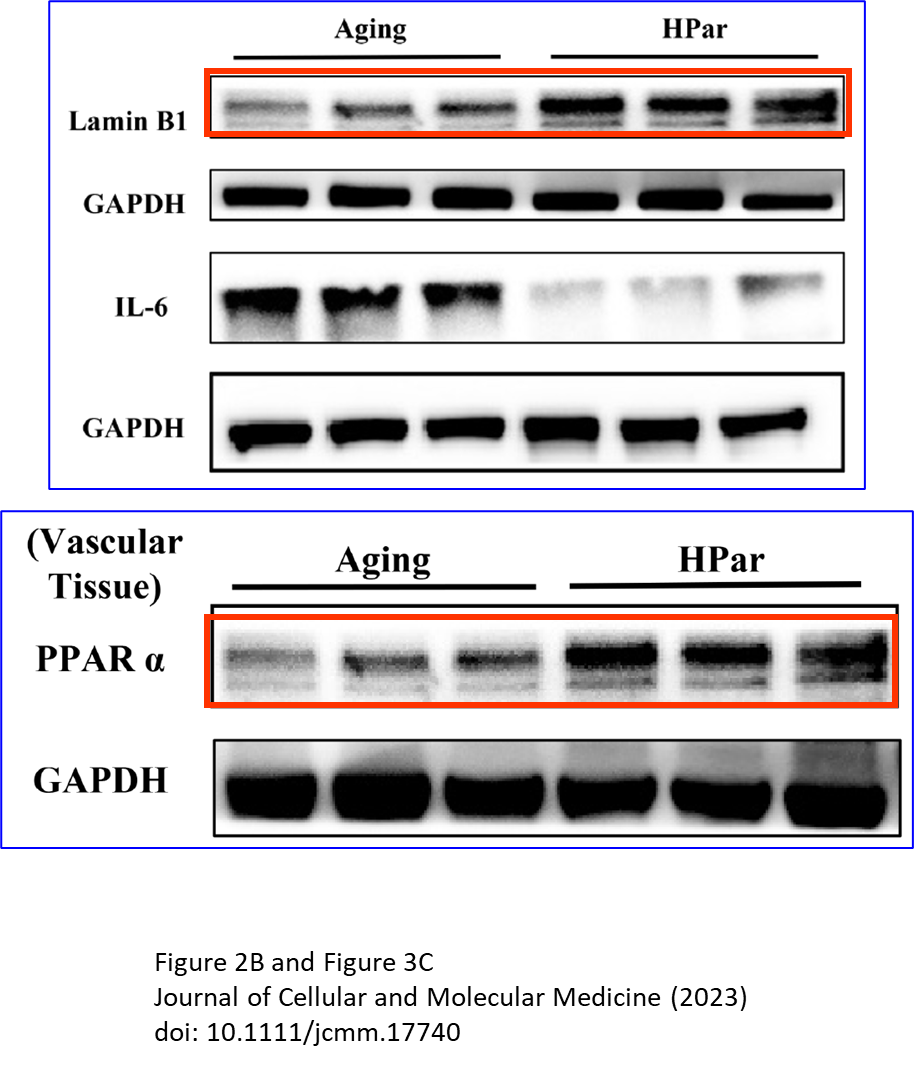 Aging HPar
Lamin B1
GAPDH
IL-6
GAPDH
(Vascular
Tissue)
Aging HPar
PPAR α
GAPDH
Figure 2B and Figure 3C
Journal of Cellular and Molecular Medicine (2023)
doi: 10.1111/jcmm.17740